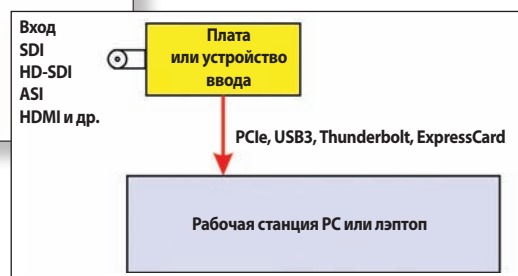 Вход
SDI
HD-SDI
ASI
HDMI и др.
Плата
или устройство
ввода
PCIe, USB3, Thunderbolt, ExpressCard
Рабочая станция PC или лэптоп